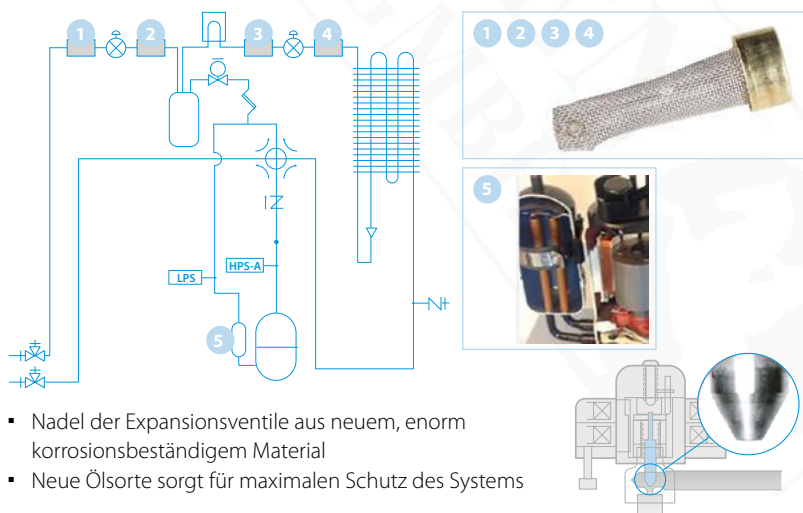 1 2 3 4
1 2 3 4
5
HPS-A
LPS
5
▪ Nadel der Expansionsventile aus neuem, enorm
korrosionsbeständigem Material
▪ Neue Ölsorte sorgt für maximalen Schutz des Systems